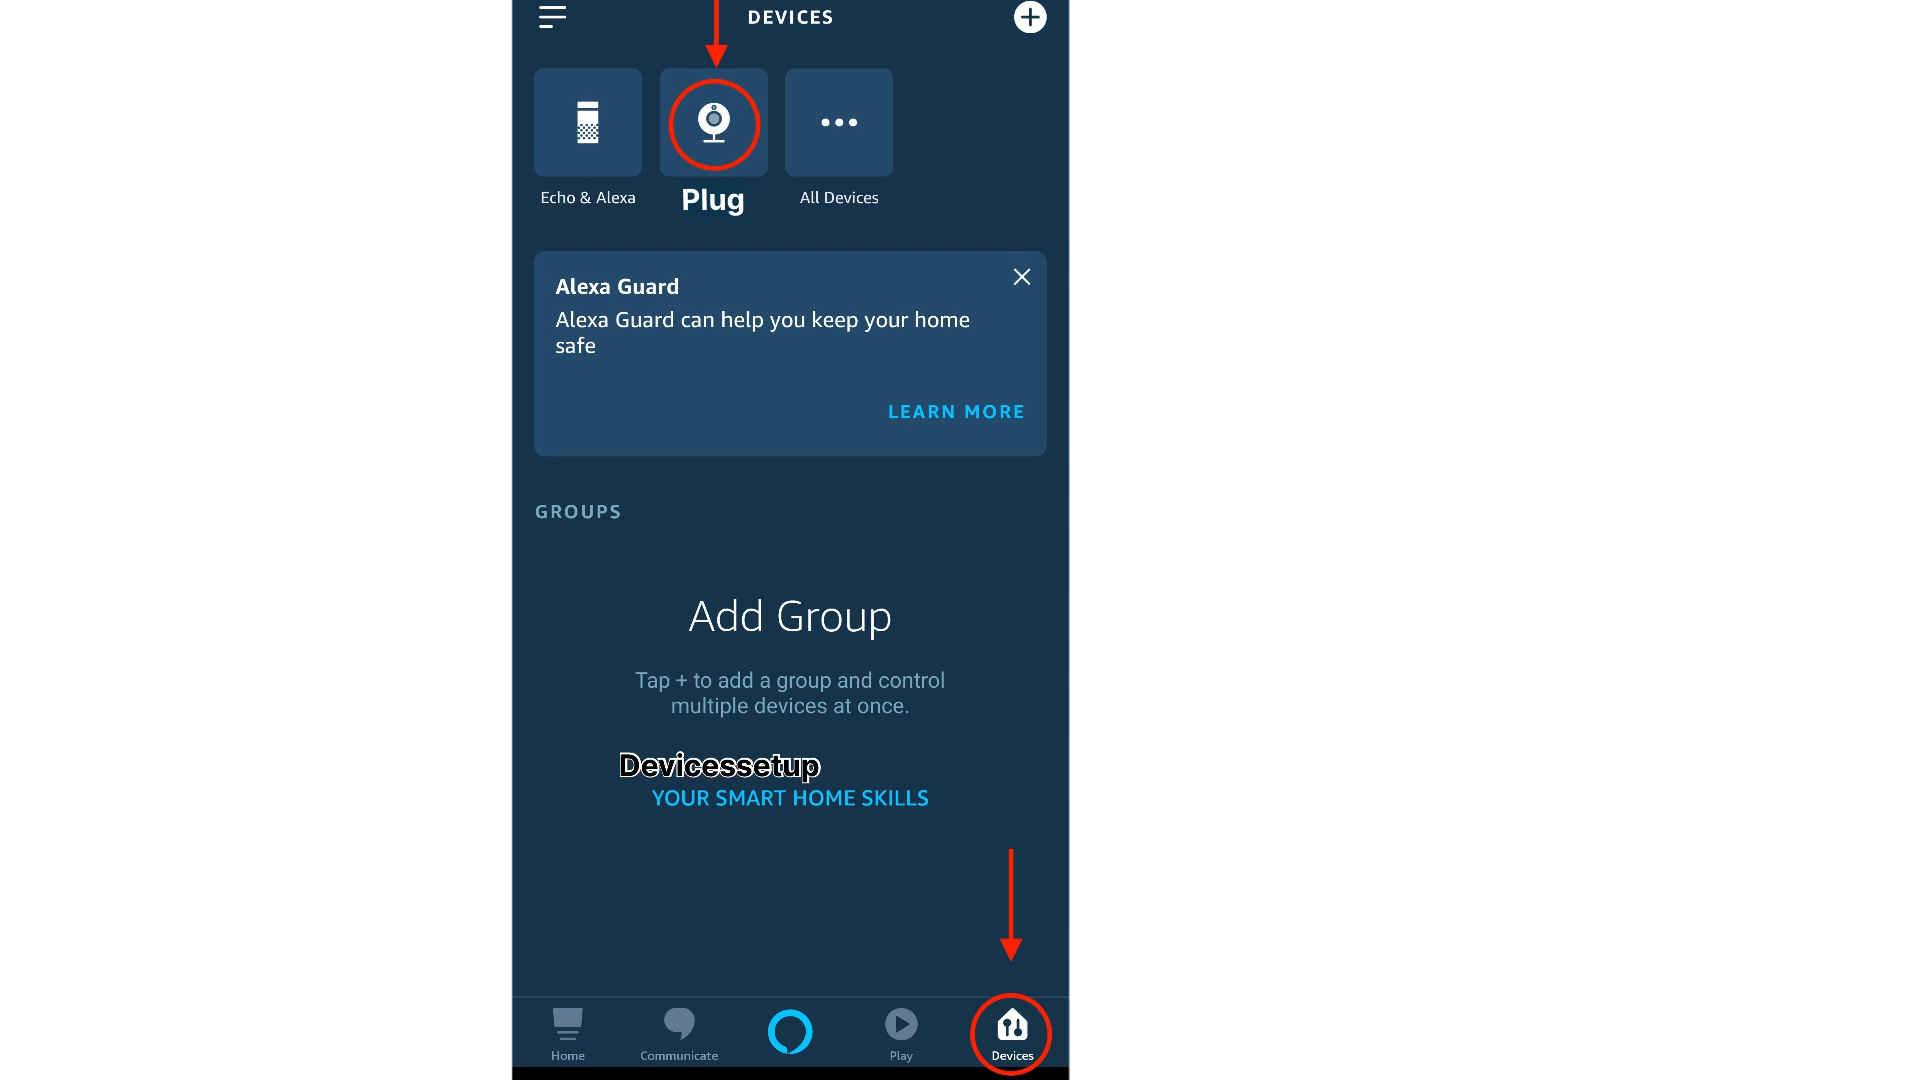 DEVICES
Echo & Alexa
Plug
All Devices
Alexa Guard
Alexa Guard can help you keep your home
safe
LEARN MORE
GROUPS
Add Group
Tap + to add a group and control
multiple devices at once.
Devicessetup
YOUR SMART HOME SKILLS
Home
Communicate
Play
Devices